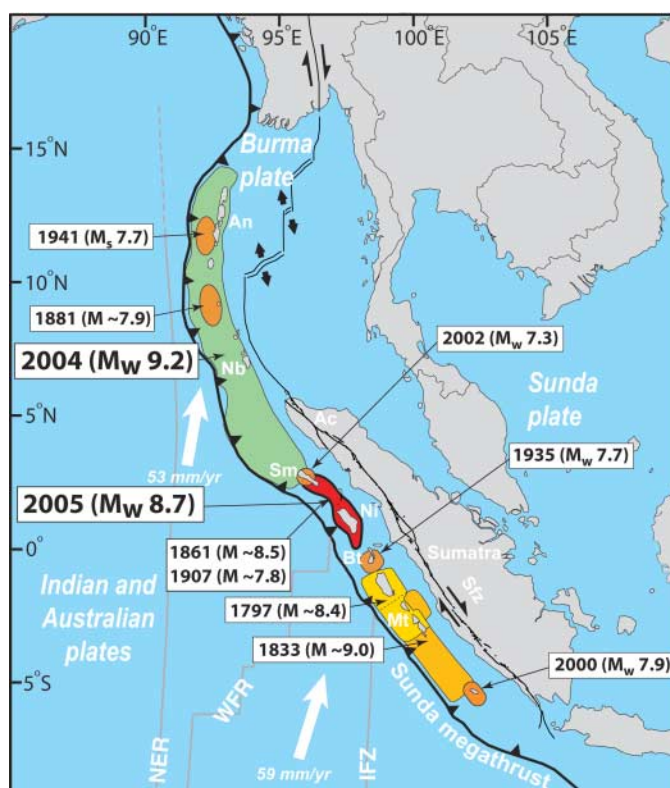 90°E
95°E
100°E
105°E
15°N
10°N
5°N
0°
5°S
Burma
plate
An
1941 (Ms 7.7)
1881 (M ~7.9)
2004 (Mw 9.2)
Nb
2002 (Mw 7.3)
Sunda
plate
Ac
1935 (Mw 7.7)
53 mm/yr
Sm
2005 (Mw 8.7)
Ni
1861 (M ~8.5)
1907 (M ~7.8)
Bt
Sumatra
Indian and
Australian
plates
1797 (M ~8.4)
Mt
Sfz
1833 (M ~9.0)
2000 (Mw 7.9)
WFR
NER
59 mm/yr
IFZ
Sunda megathrust